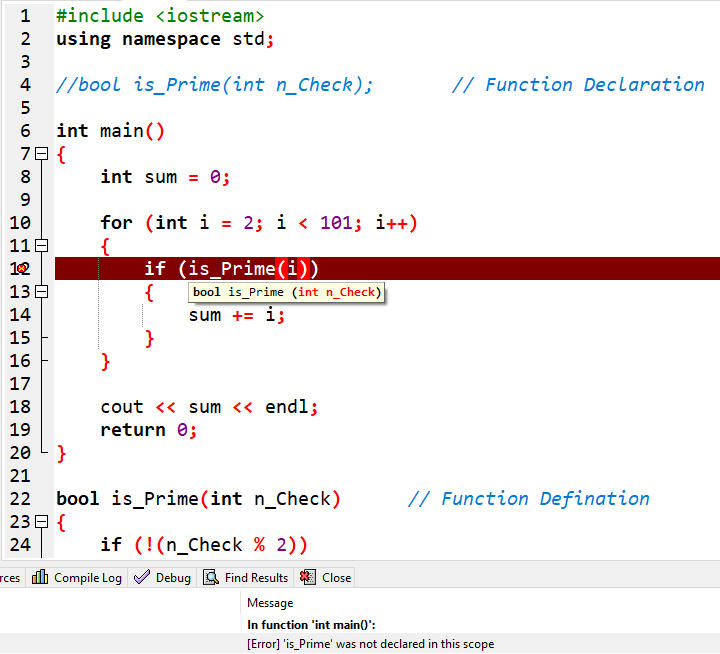 1 #include <iostream>
2 using namespace std;
3
4 //bool is_Prime(int n_Check); // Function Declaration
5
6 int main()
7 {
8 int sum = 0;
9
10 for (int i = 2; i < 101; i++)
11 {
12 if (is_Prime(i))
bool is_Prime (int n_Check)
13 {
14 sum += i;
15 }
16 }
17
18 cout << sum << endl;
19 return 0;
20 }
21
22 bool is_Prime(int n_Check) // Function Defination
23 {
24 if (!(n_Check % 2))
rces Compile Log Debug Find Results Close
Message
In function 'int main()':
[Error] 'is_Prime' was not declared in this scope